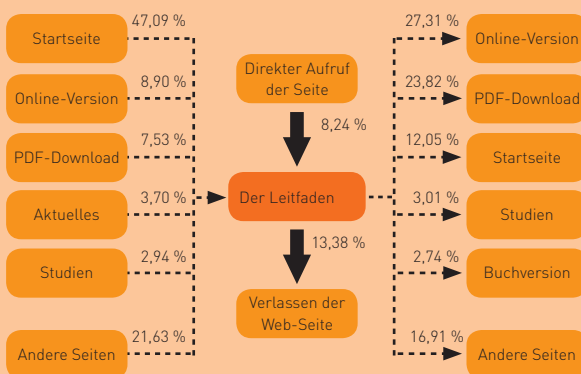 Startseite
47,09 %
Online-Version
8,90 %
PDF-Download
7,53 %
Aktuelles
3,70 %
Studien
2,94 %
Andere Seiten
21,63 %
Direkter Aufruf
der Seite
8,24 %
Der Leitfaden
13,38 %
Verlassen der
Web-Seite
27,31 %
Online-Version
23,82 %
PDF-Download
12,05 %
Startseite
3,01 %
Studien
2,74 %
Buchversion
16,91 %
Andere Seiten